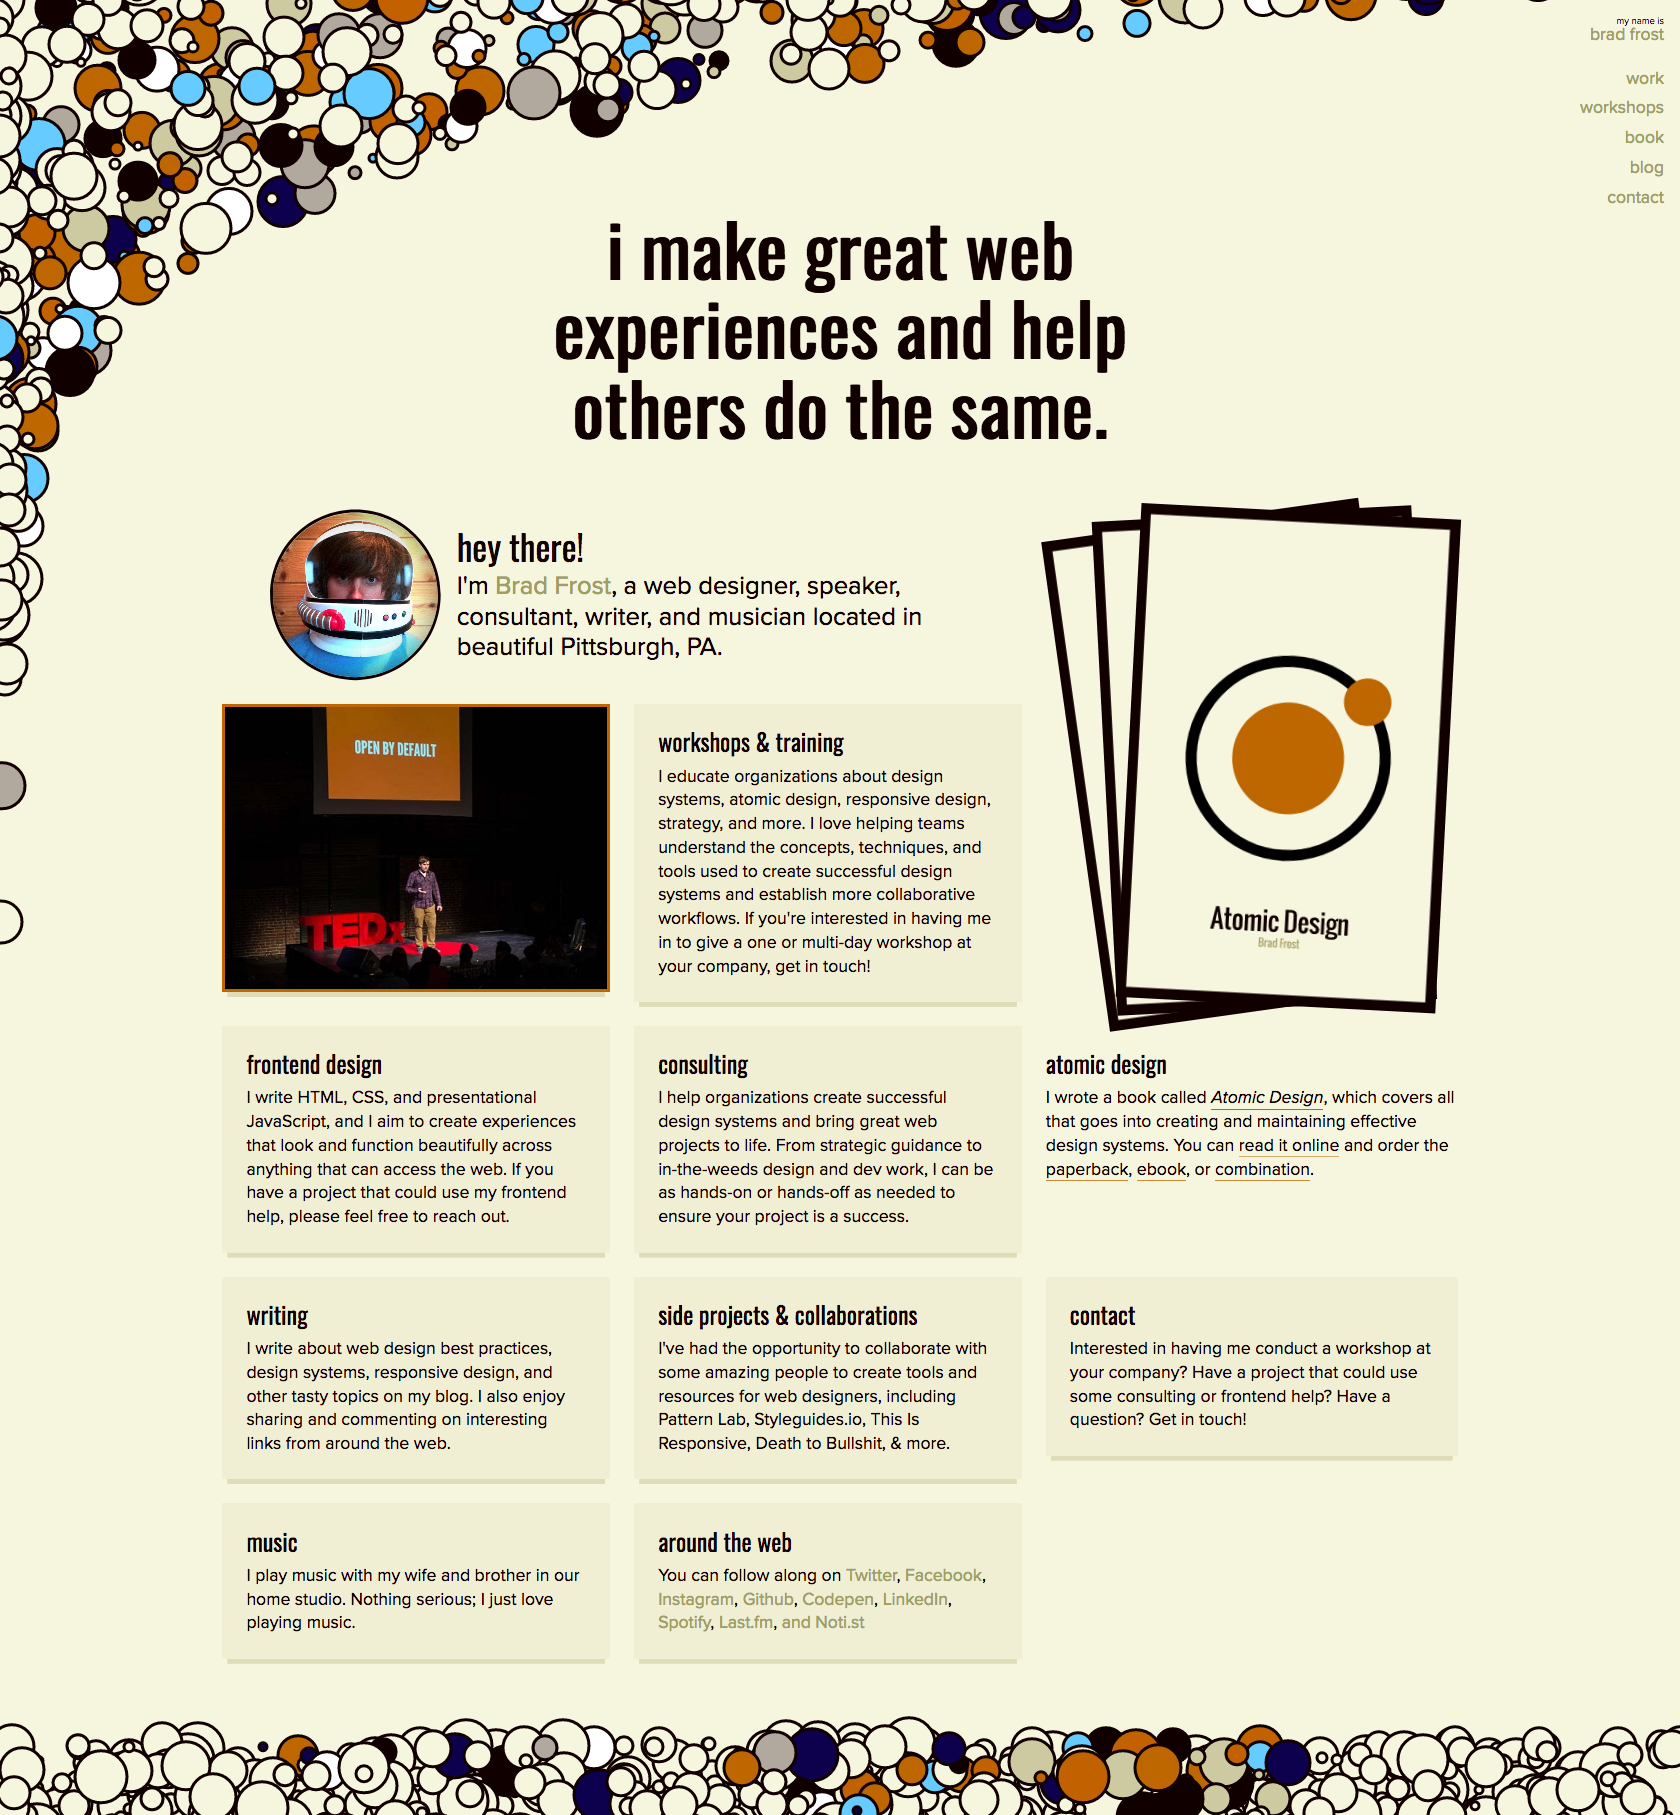 my name is
brad frost
work
workshops
book
blog
contact
i make great web
experiences and help
others do the same.
hey there!
I'm Brad Frost, a web designer, speaker,
consultant, writer, and musician located in
beautiful Pittsburgh, PA.
OPEN BY DEFAULT
TEDx
workshops & training
I educate organizations about design
systems, atomic design, responsive design,
strategy, and more. I love helping teams
understand the concepts, techniques, and
tools used to create successful design
systems and establish more collaborative
workflows. If you're interested in having me
in to give a one or multi-day workshop at
your company, get in touch!
Atomic Design
Brad Frost
frontend design
I write HTML, CSS, and presentational
JavaScript, and I aim to create experiences
that look and function beautifully across
anything that can access the web. If you
have a project that could use my frontend
help, please feel free to reach out.
consulting
I help organizations create successful
design systems and bring great web
projects to life. From strategic guidance to
in-the-weeds design and dev work, I can be
as hands-on or hands-off as needed to
ensure your project is a success.
atomic design
I wrote a book called Atomic Design, which covers all
that goes into creating and maintaining effective
design systems. You can read it online and order the
paperback, ebook, or combination.
writing
I write about web design best practices,
design systems, responsive design, and
other tasty topics on my blog. I also enjoy
sharing and commenting on interesting
links from around the web.
side projects & collaborations
I've had the opportunity to collaborate with
some amazing people to create tools and
resources for web designers, including
Pattern Lab, Styleguides.io, This Is
Responsive, Death to Bullshit, & more.
contact
Interested in having me conduct a workshop at
your company? Have a project that could use
some consulting or frontend help? Have a
question? Get in touch!
music
I play music with my wife and brother in our
home studio. Nothing serious; I just love
playing music.
around the web
You can follow along on Twitter, Facebook,
Instagram, Github, Codepen, LinkedIn,
Spotify, Last.fm, and Noti.st